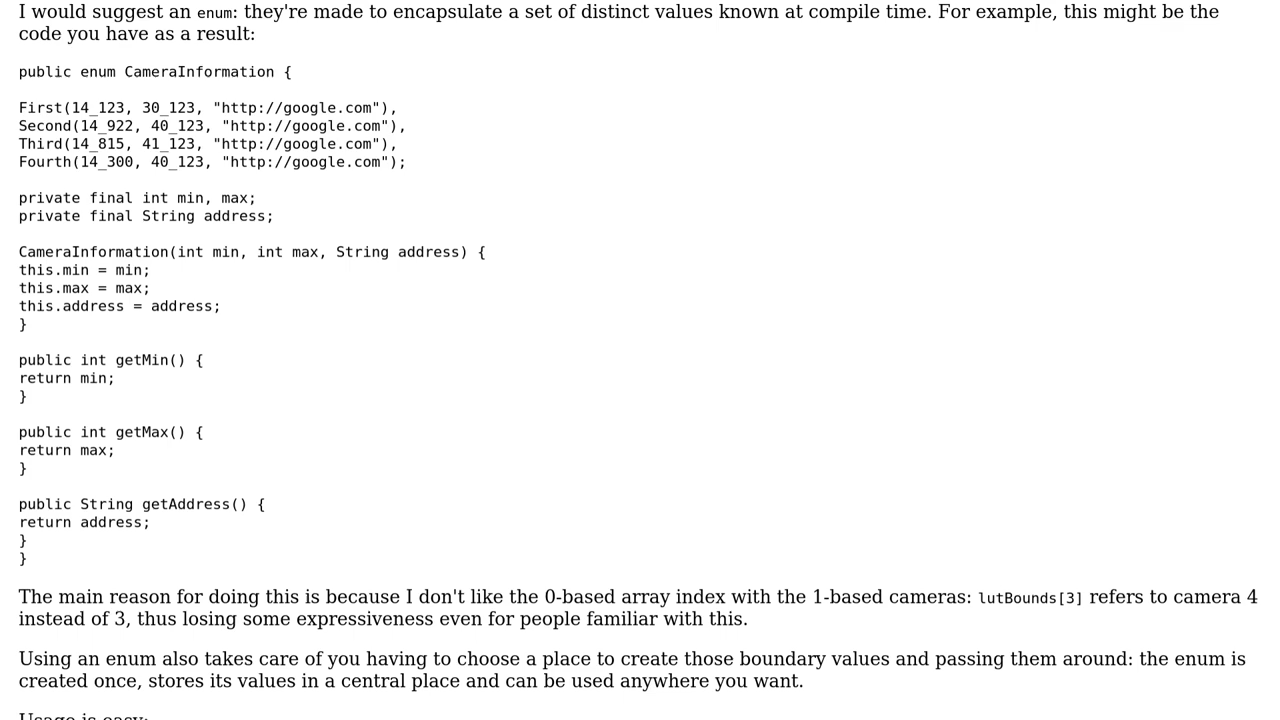 I would suggest an enum: they're made to encapsulate a set of distinct values known at compile time. For example, this might be the
code you have as a result:
public enum CameraInformation {
First(14_123, 30_123, "http://google.com"),
Second(14_922, 40_123, "http://google.com"),
Third(14_815, 41_123, "http://google.com"),
Fourth(14_300, 40_123, "http://google.com");
private final int min, max;
private final String address;
CameraInformation(int min, int max, String address) {
this.min = min;
this.max = max;
this.address = address;
}
public int getMin() {
return min;
}
public int getMax() {
return max;
}
public String getAddress() {
return address;
}
}
The main reason for doing this is because I don't like the 0-based array index with the 1-based cameras: lutBounds[3] refers to camera 4
instead of 3, thus losing some expressiveness even for people familiar with this.
Using an enum also takes care of you having to choose a place to create those boundary values and passing them around: the enum is
created once, stores its values in a central place and can be used anywhere you want.
Usage is easy: